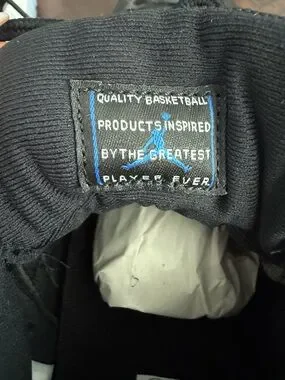 QUALITY BASKETBALL
PRODUCTS INSPIRED
BY THE GREATEST
PLAYER EVER